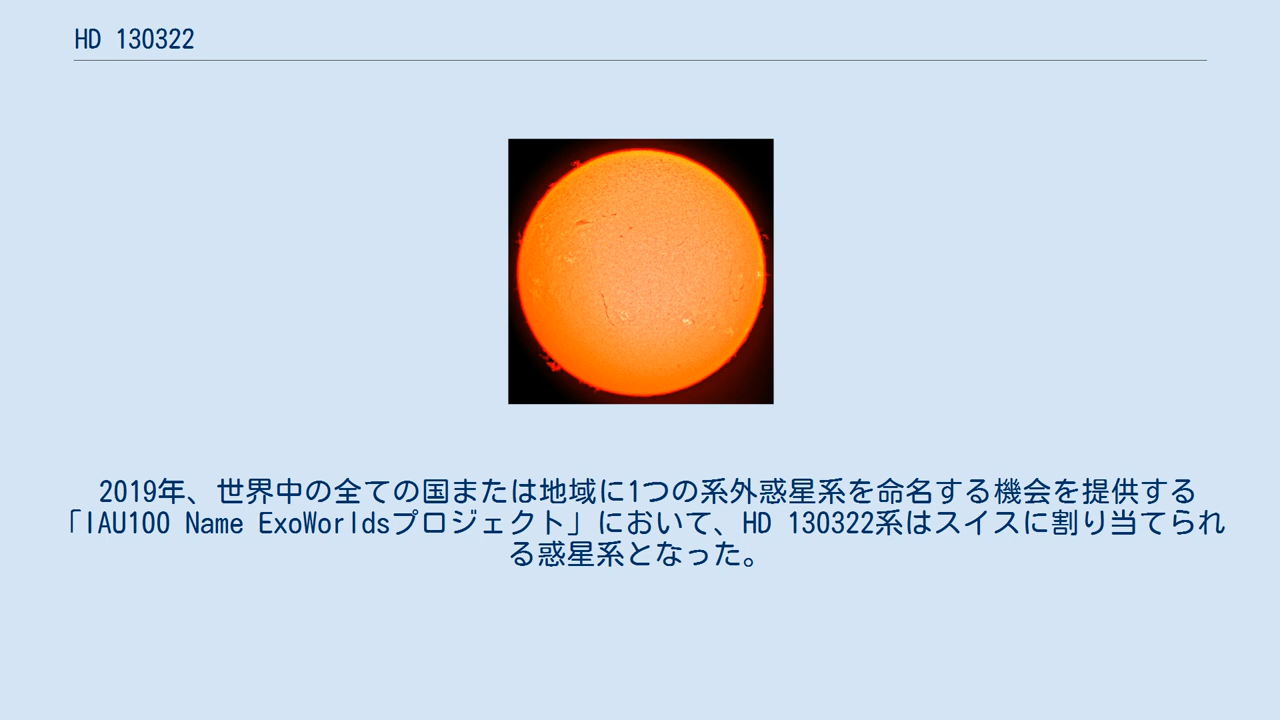 HD 130322
2019年、世界中の全ての国または地域に1つの系外惑星系を命名する機会を提供する
「IAU100 Name ExoWorldsプロジェクト」において、HD 130322系はスイスに割り当てられ
る惑星系となった。